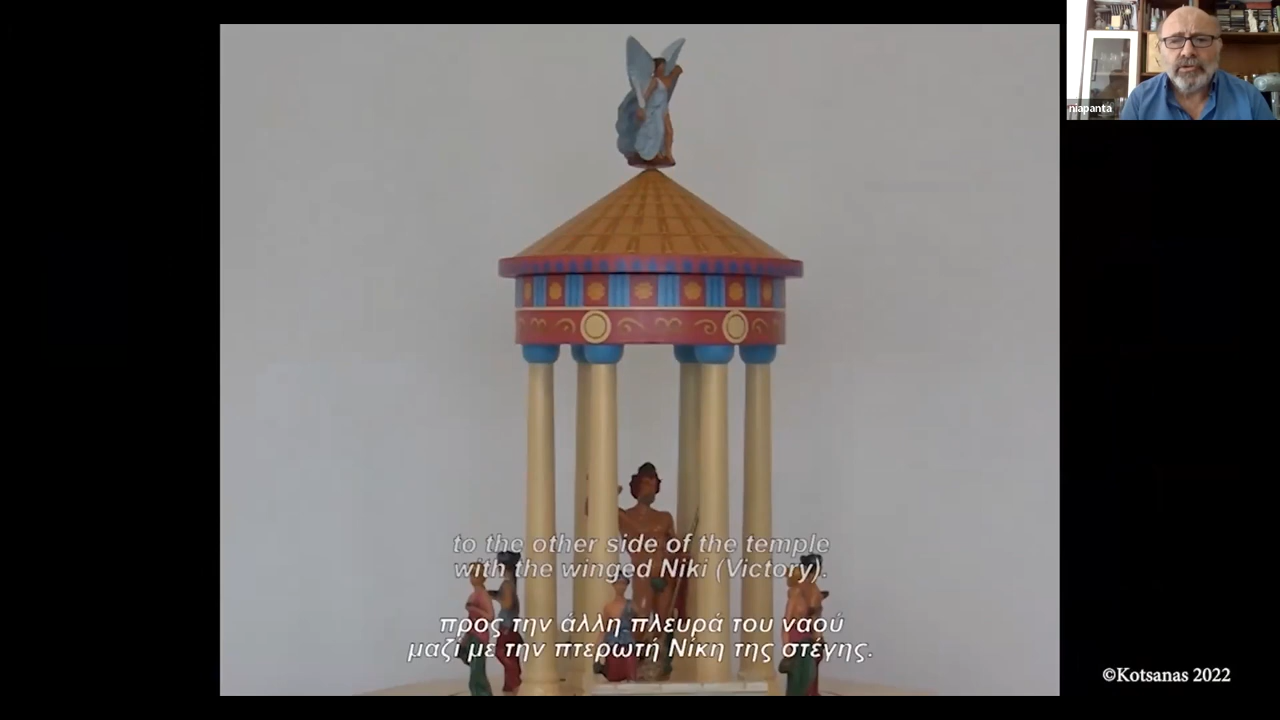 niapanta
to the other side of the temple
with the winged Niki (Victory).
προς την άλλη πλευρά του ναού
μαζί με την πτερωτή Νίκη της στέγης.
©Kotsanas 2022